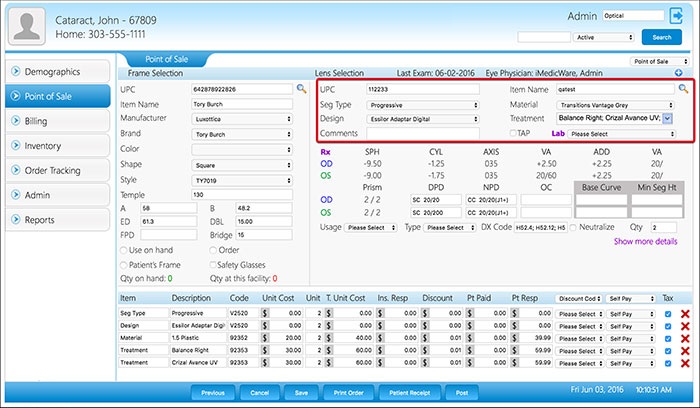 Cataract, John - 67809
Home: 303-555-1111
Admin Optical
Active Search
Point of Sale
Point of Sale
Demographics
Point of Sale
Billing
Inventory
Order Tracking
Admin
Reports
Frame Selection
UPC 642878922826
Item Name Tory Burch
Manufacturer Luxottica
Brand Tory Burch
Color
Shape Square
Style TY7019
Temple 130
A 58 B 48.2
ED 61.3 DBL 15.00
FPD Bridge 15
Use on hand Order
Patient's Frame Safety Glasses
Qty on hand: 0 Qty at this facility: 0
Lens Selection Last Exam: 06-02-2016 Eye Physician: iMedicWare, Admin
UPC 112233 Item Name qatest
Seg Type Progressive Material Transitions Vantage Grey
Design Essilor Adaptar Digital Treatment Balance Right; Crizal Avance UV;
Comments TAP Lab Please Select
Rx SPH CYL AXIS VA ADD VA
OD -9.50 -1.25 035 +2.50 +2.25 20/
OS -9.00 -1.75 035 20/60 +2.25 20/
Prism DPD NPD OC Base Curve Min Seg Ht
OD 2 / 2 SC 20/20 CC 20/20(J1+)
OS 2 / 2 SC 20/200 CC 20/20(J1+)
Usage Please Select Type Please Select DX Code H52.4; H52.12; H5 Neutralize Qty 2
Show more details
Item Description Code Unit Cost Unit T. Unit Cost Ins. Resp Discount Pt Paid Pt Resp Discount Cod Self Pay Tax
Seg Type Progressive V2520 $ 0.00 2 $ 0.00 $ 0.00 $ 0.00 $ 0.00 $ 0.00 Please Select Self Pay
Design Essilor Adaptar Digi V2520 $ 0.00 2 $ 0.00 $ 0.00 $ 0.00 $ 0.00 $ 0.00 Please Select Self Pay
Material 1.5 Plastic 92352 $ 20.00 2 $ 40.00 $ 0.00 $ 0.01 $ 0.00 $ 39.99 Please Select Self Pay
Treatment Balance Right 92353 $ 30.00 2 $ 60.00 $ 0.00 $ 0.01 $ 0.00 $ 59.99 Please Select Self Pay
Treatment Crizal Avance UV 92353 $ 30.00 2 $ 60.00 $ 0.00 $ 0.01 $ 0.00 $ 59.99 Please Select Self Pay
Previous Cancel Save Print Order Patient Receipt Post Fri Jun 03, 2016 10:10:51 AM